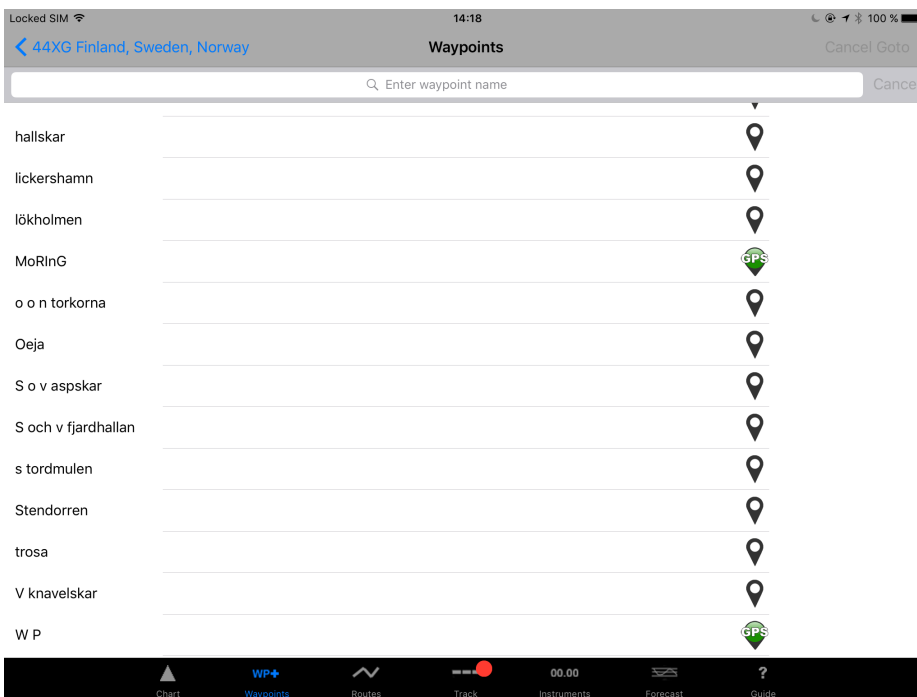 Locked SIM 14:18 100 %
44XG Finland, Sweden, Norway Waypoints Cancel Goto
Enter waypoint name Cance
hallskar
lickershamn
lökholmen
MoRInG GPS
o o n torkorna
Oeja
S o v aspskar
S och v fjardhallan
s tordmulen
Stendorren
trosa
V knavelskar
W P GPS
WP+ 00.00 ?
Chart Waypoints Routes Track Instruments Forecast Guide